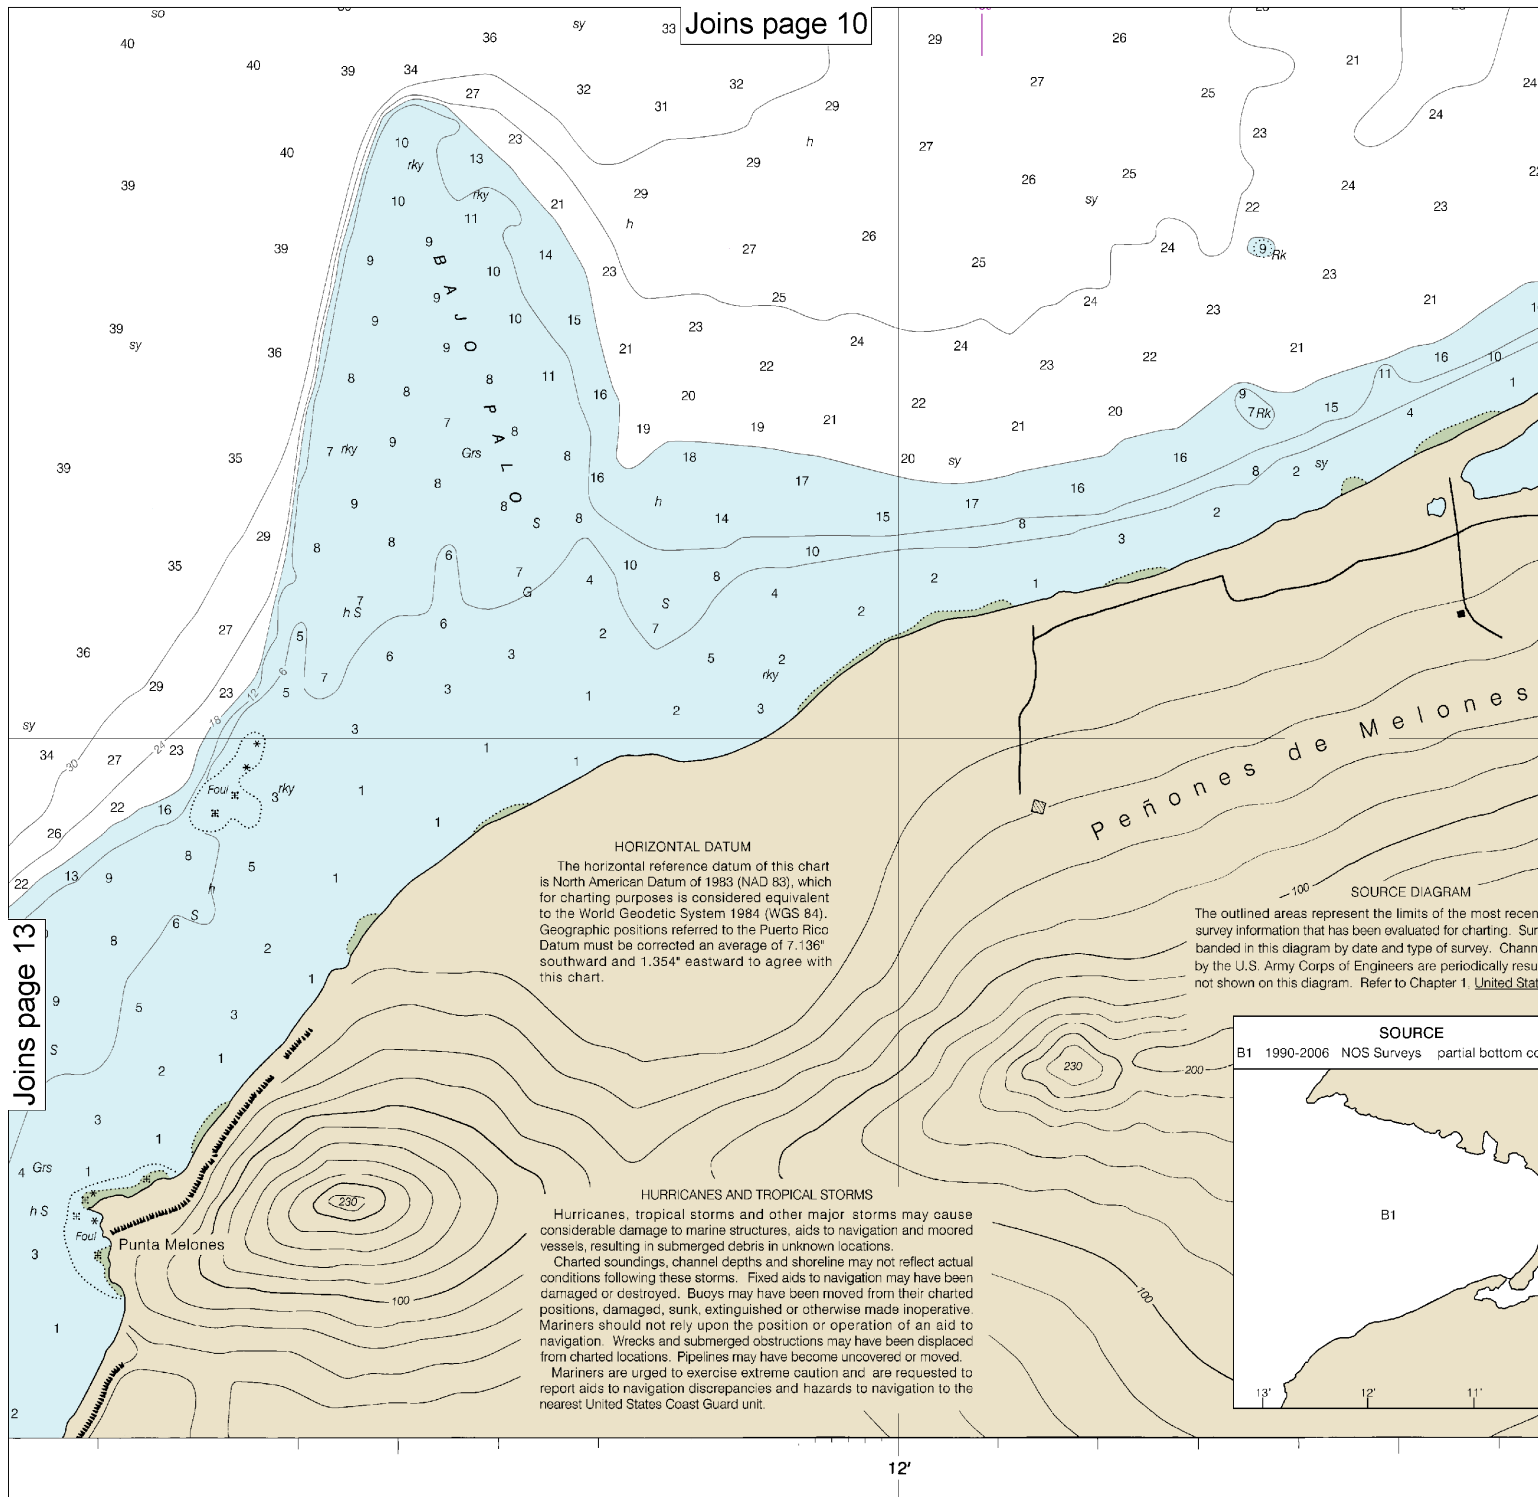 Joins page 10
Joins page 13
BAJO PALO
Foul
Peñones de Melones
HORIZONTAL DATUM
The horizontal reference datum of this chart
is North American Datum of 1983 (NAD 83), which
for charting purposes is considered equivalent
to the World Geodetic System 1984 (WGS 84).
Geographic positions referred to the Puerto Rico
Datum must be corrected an average of 7.136"
southward and 1.354" eastward to agree with
this chart.
SOURCE DIAGRAM
The outlined areas represent the limits of the most recen
survey information that has been evaluated for charting. Sur
banded in this diagram by date and type of survey. Chann
by the U.S. Army Corps of Engineers are periodically resu
not shown on this diagram. Refer to Chapter 1, United Stat
SOURCE
B1 1990-2006 NOS Surveys partial bottom co
B1
13' 12' 11'
230
200
100
HURRICANES AND TROPICAL STORMS
Hurricanes, tropical storms and other major storms may cause
considerable damage to marine structures, aids to navigation and moored
vessels, resulting in submerged debris in unknown locations.
Charted soundings, channel depths and shoreline may not reflect actual
conditions following these storms. Fixed aids to navigation may have been
damaged or destroyed. Buoys may have been moved from their charted
positions, damaged, sunk, extinguished or otherwise made inoperative.
Mariners should not rely upon the position or operation of an aid to
navigation. Wrecks and submerged obstructions may have been displaced
from charted locations. Pipelines may have become uncovered or moved.
Mariners are urged to exercise extreme caution and are requested to
report aids to navigation discrepancies and hazards to navigation to the
nearest United States Coast Guard unit.
230
100
100
Foul
Punta Melones
12'